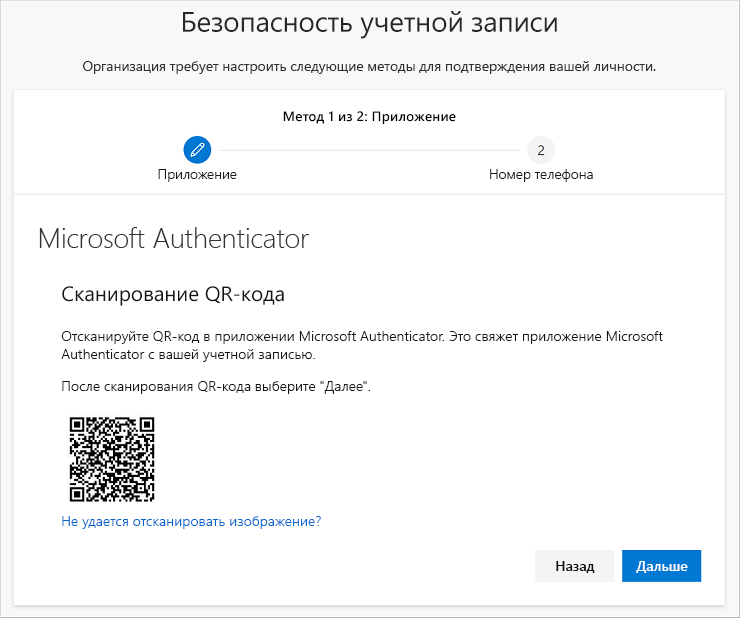 Безопасность учетной записи
Организация требует настроить следующие методы для подтверждения вашей личности.
Метод 1 из 2: Приложение
2
Приложение
Номер телефона
Microsoft Authenticator
Сканирование QR-кода
Отсканируйте QR-код в приложении Microsoft Authenticator. Это свяжет приложение Microsoft
Authenticator с вашей учетной записью.
После сканирования QR-кода выберите "Далее".
Не удается отсканировать изображение?
Назад
Дальше